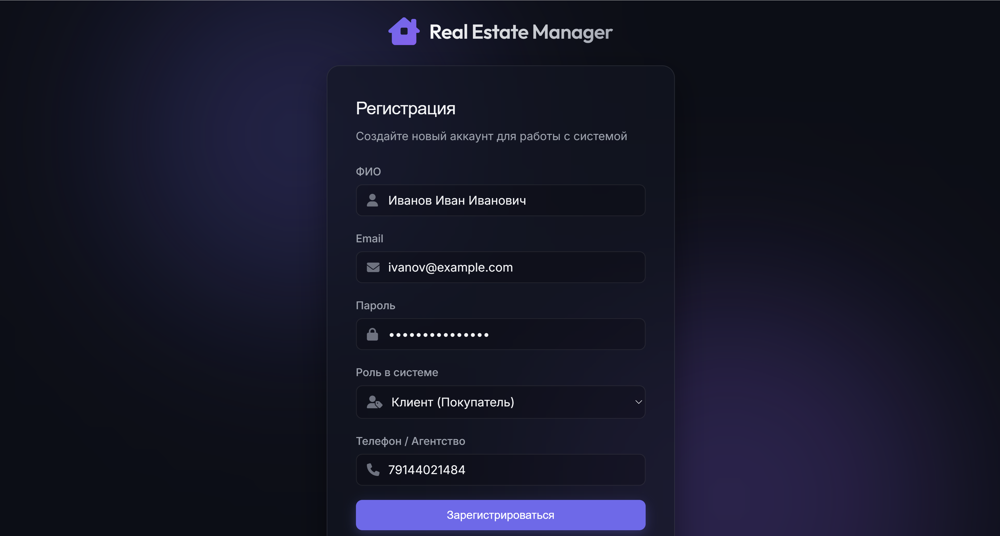 Real Estate Manager
Регистрация
Создайте новый аккаунт для работы с системой
ФИО
Иванов Иван Иванович
Email
ivanov@example.com
Пароль
•••••••••••••••
Роль в системе
Клиент (Покупатель)
Телефон / Агентство
79144021484
Зарегистрироваться